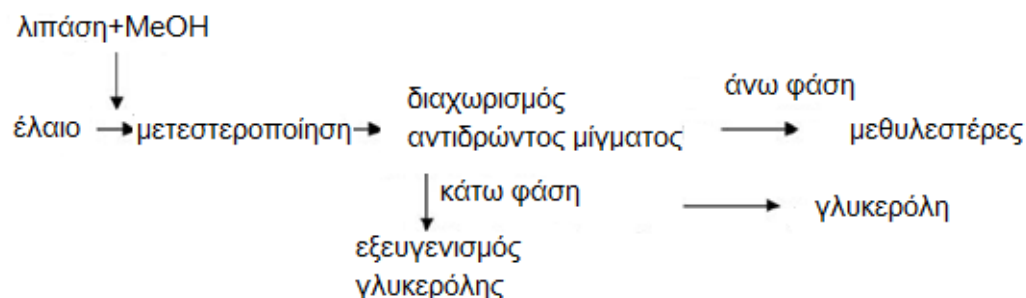 λιπάση+MeOH
έλαιο
μετεστεροποίηση
διαχωρισμός
αντιδρώντος μίγματος
άνω φάση
μεθυλεστέρες
κάτω φάση
γλυκερόλη
εξευγενισμός
γλυκερόλης